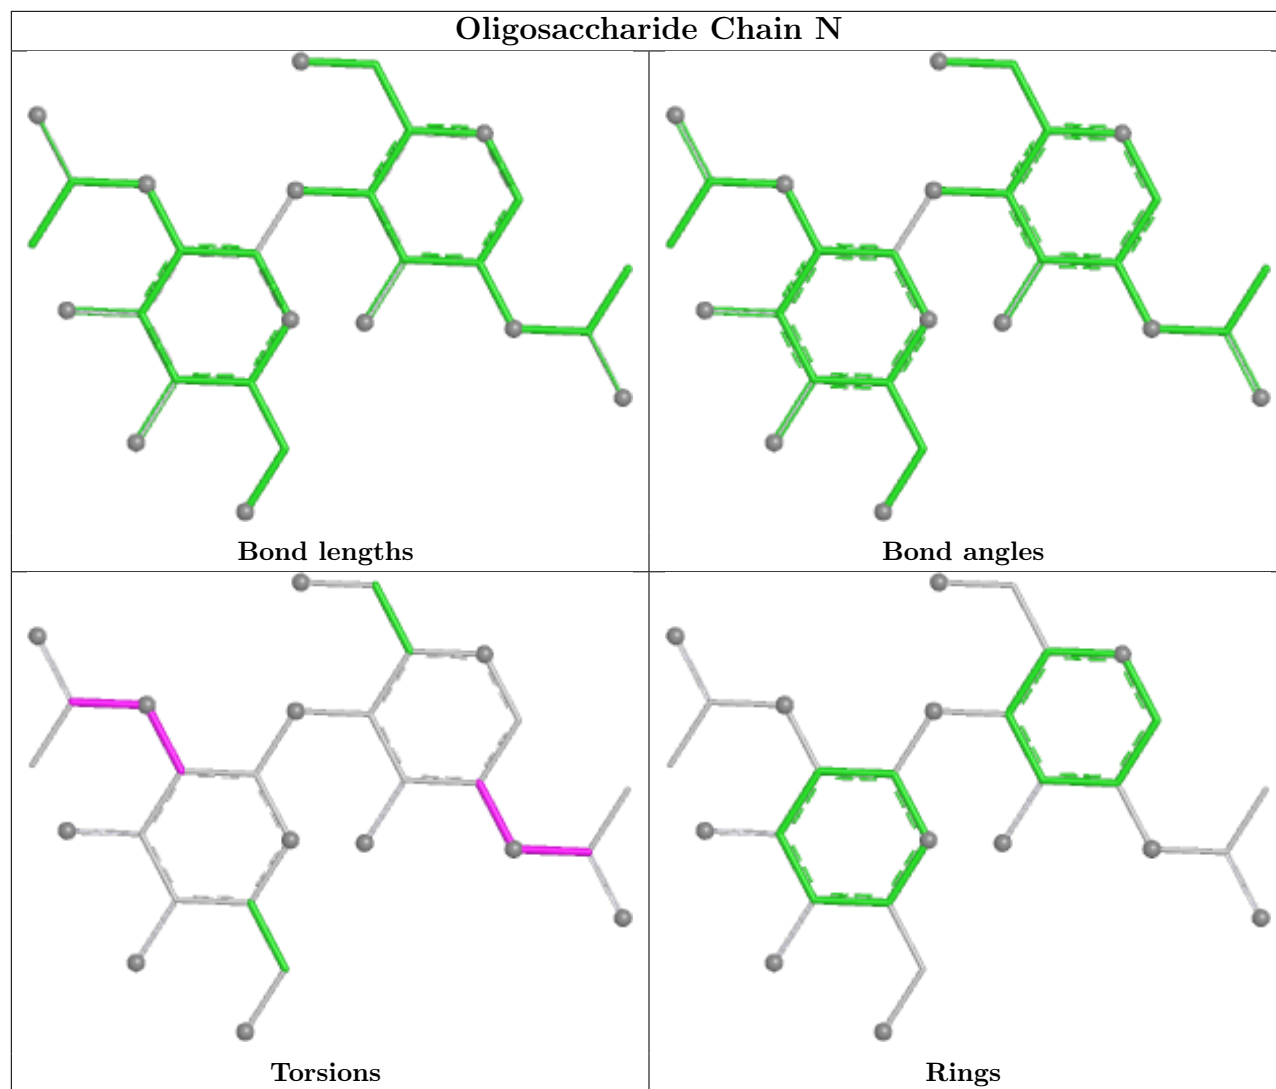 Oligosaccharide Chain N
Bond lengths
Bond angles
Torsions
Rings